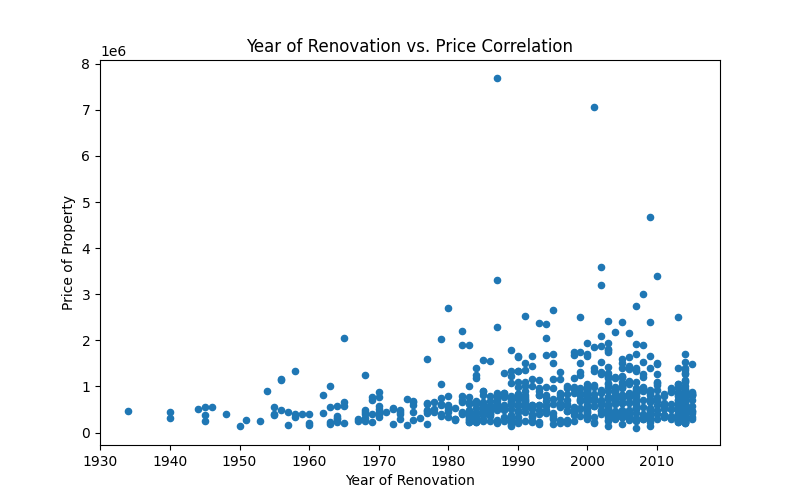 Year of Renovation vs. Price Correlation
1e6
8
7
6
5
4
3
2
1
0
Price of Property
1930 1940 1950 1960 1970 1980 1990 2000 2010
Year of Renovation